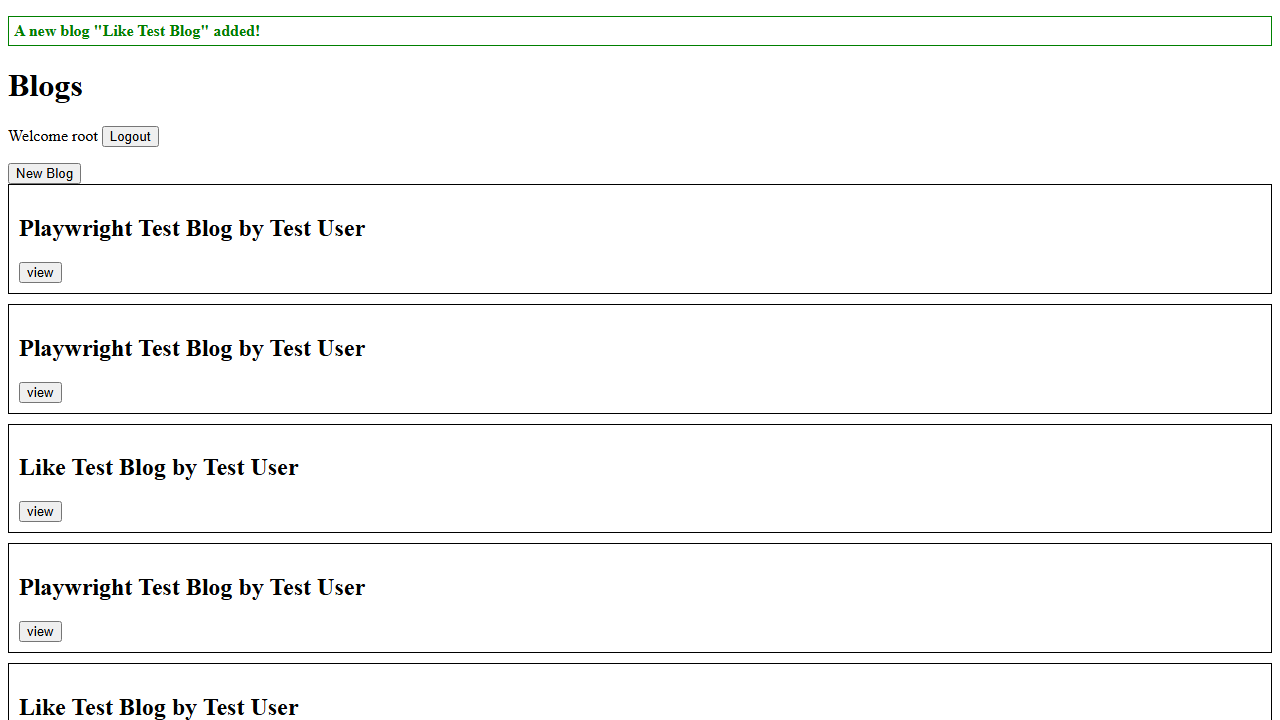 A new blog "Like Test Blog" added!
Blogs
Welcome root Logout
New Blog
Playwright Test Blog by Test User
view
Playwright Test Blog by Test User
view
Like Test Blog by Test User
view
Playwright Test Blog by Test User
view
Like Test Blog by Test User